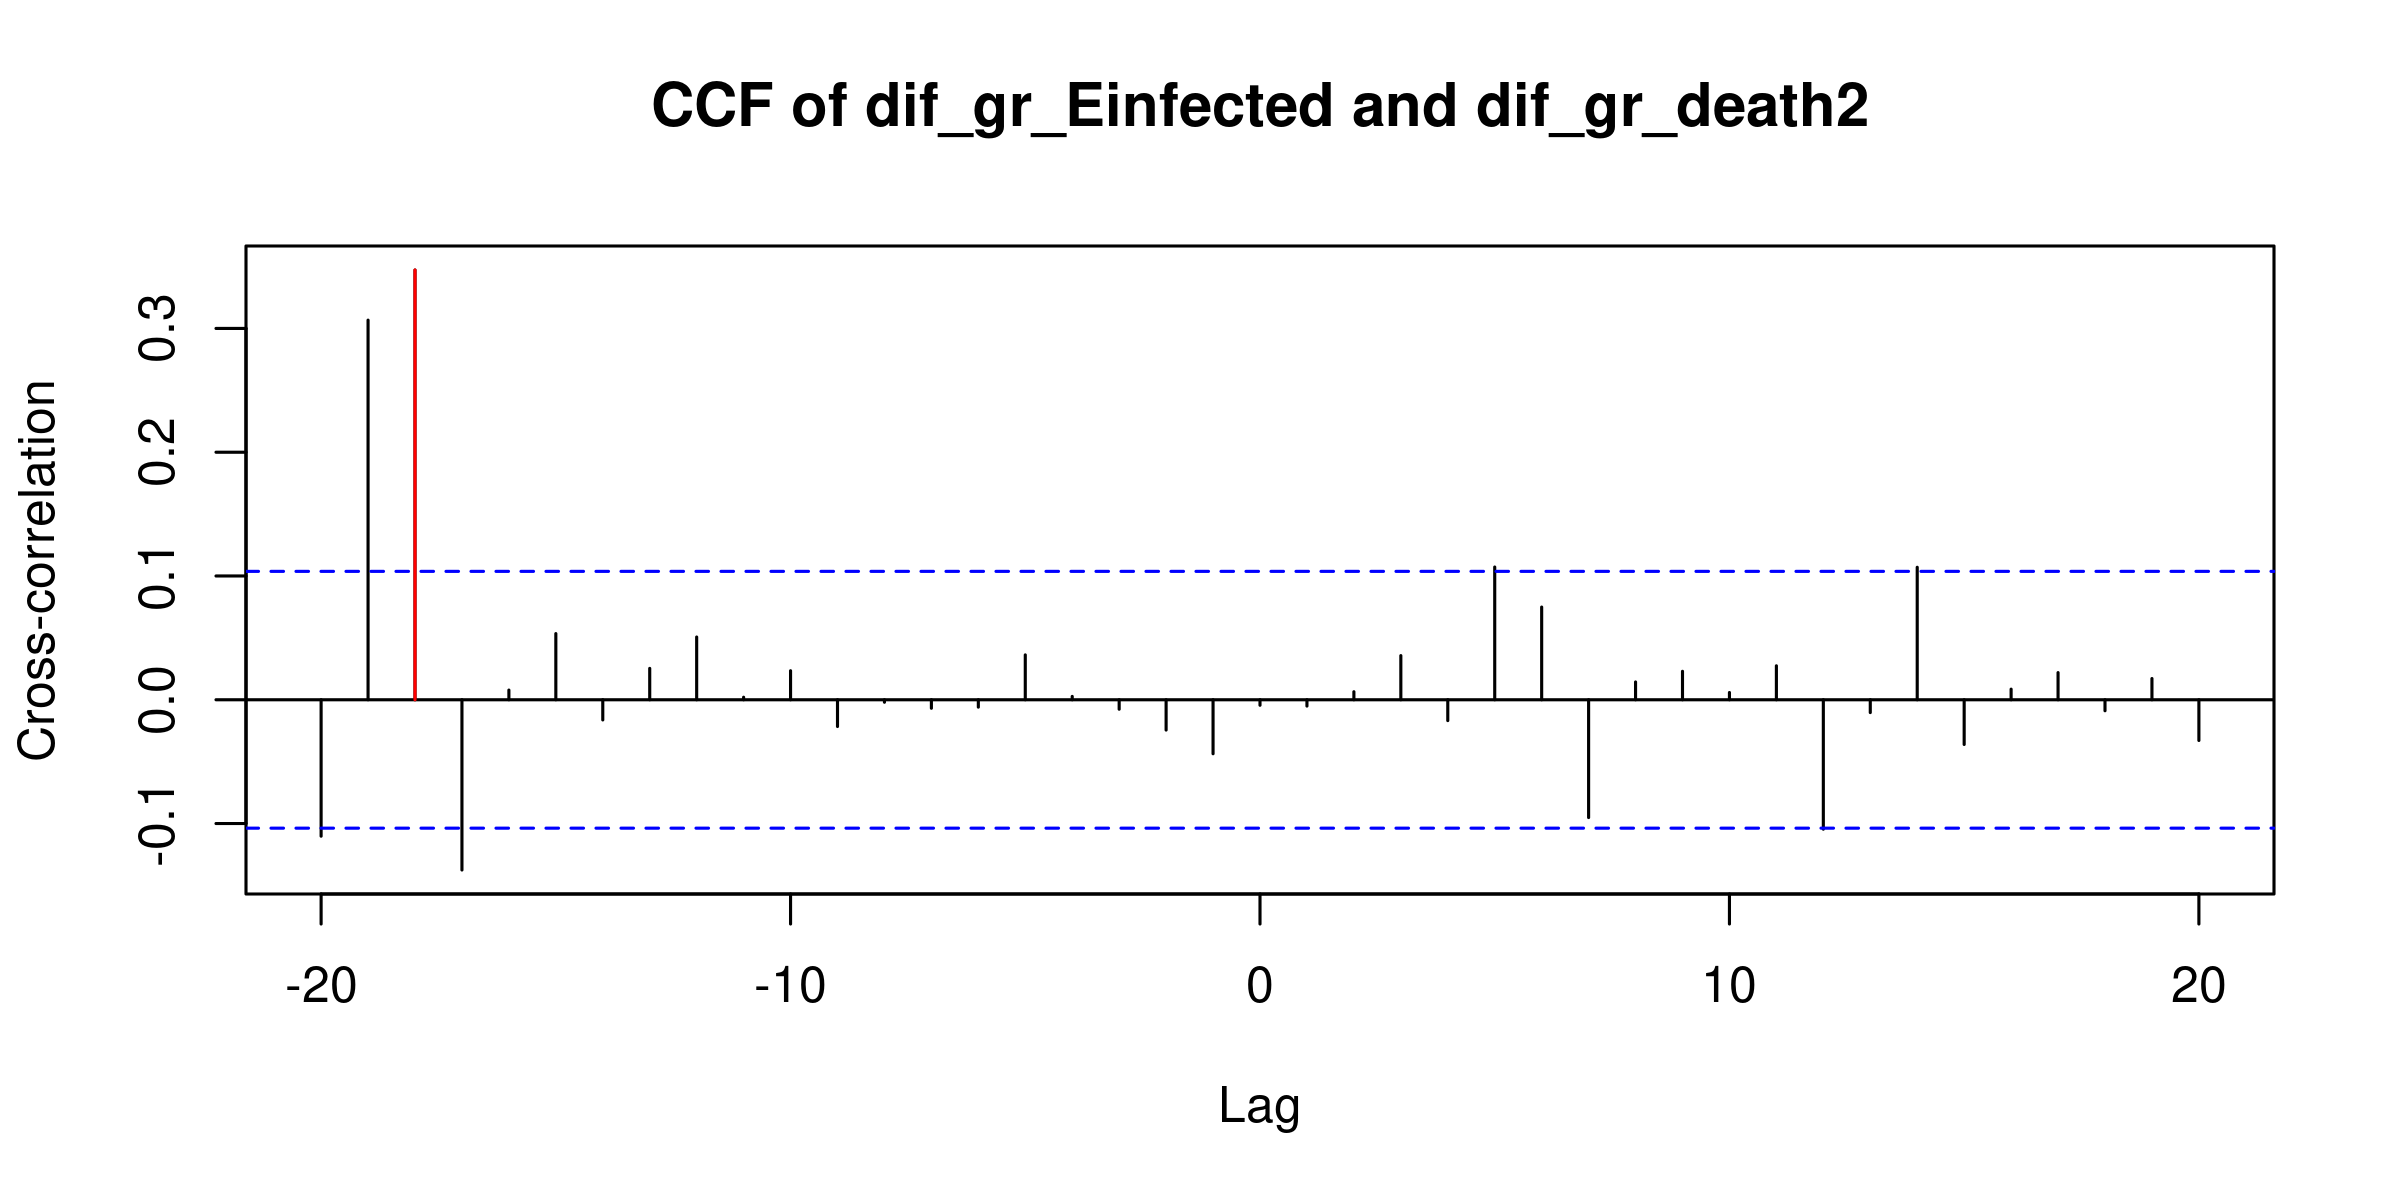 CCF of dif_gr_Einfected and dif_gr_death2
Cross-correlation
0.3
0.2
0.1
0.0
-0.1
-20 -10 0 10 20
Lag